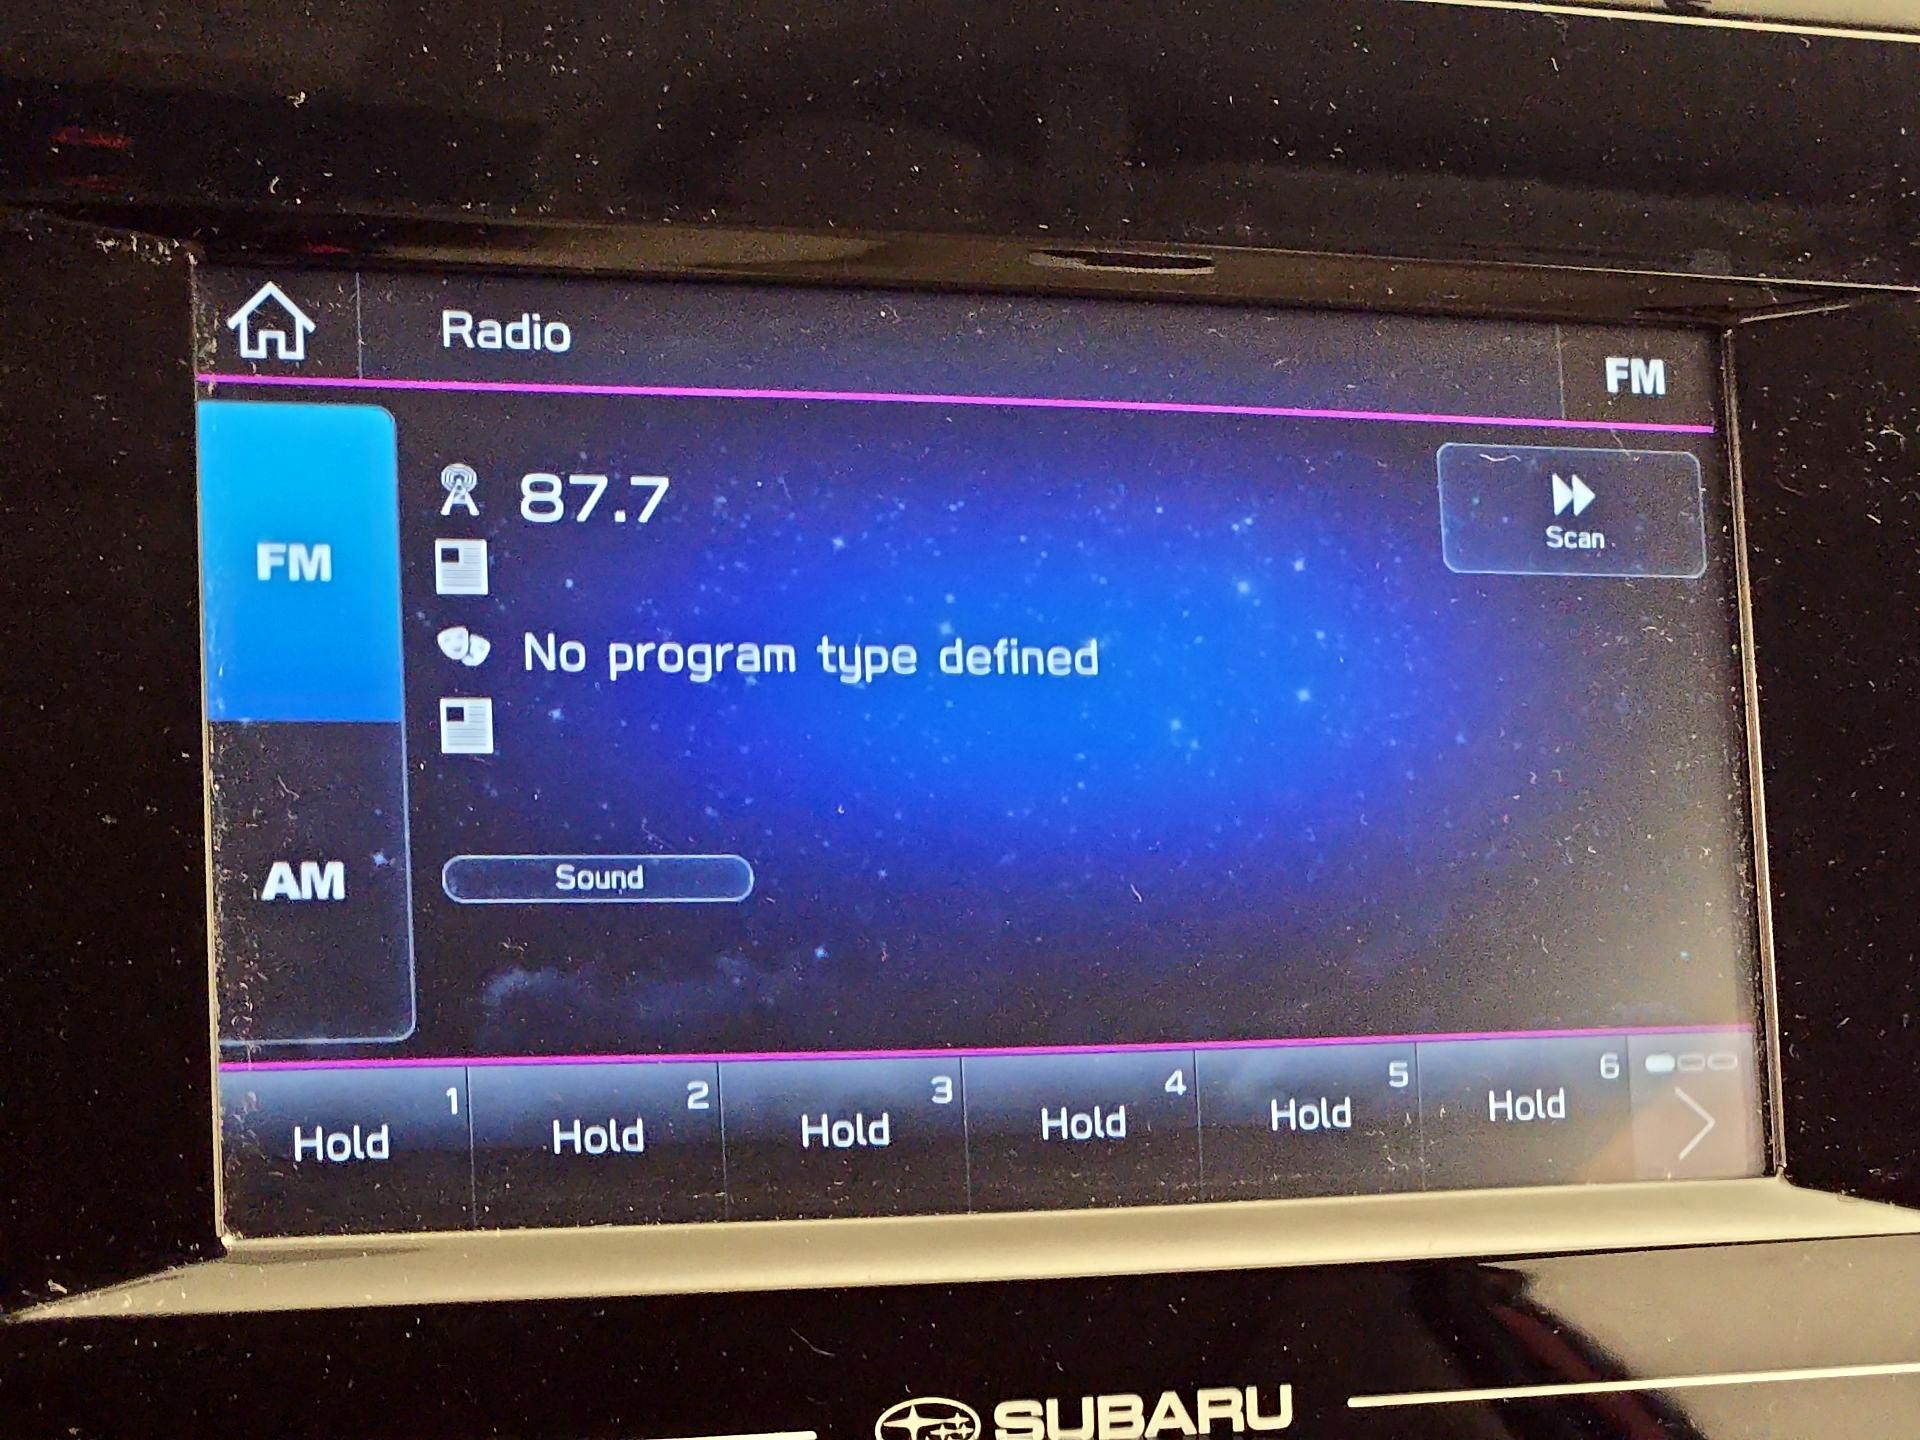 Radio
FM
FM
87.7
Scan
No program type defined
AM
Sound
1 2 3 4 5 6
Hold Hold Hold Hold Hold Hold
SUBARU